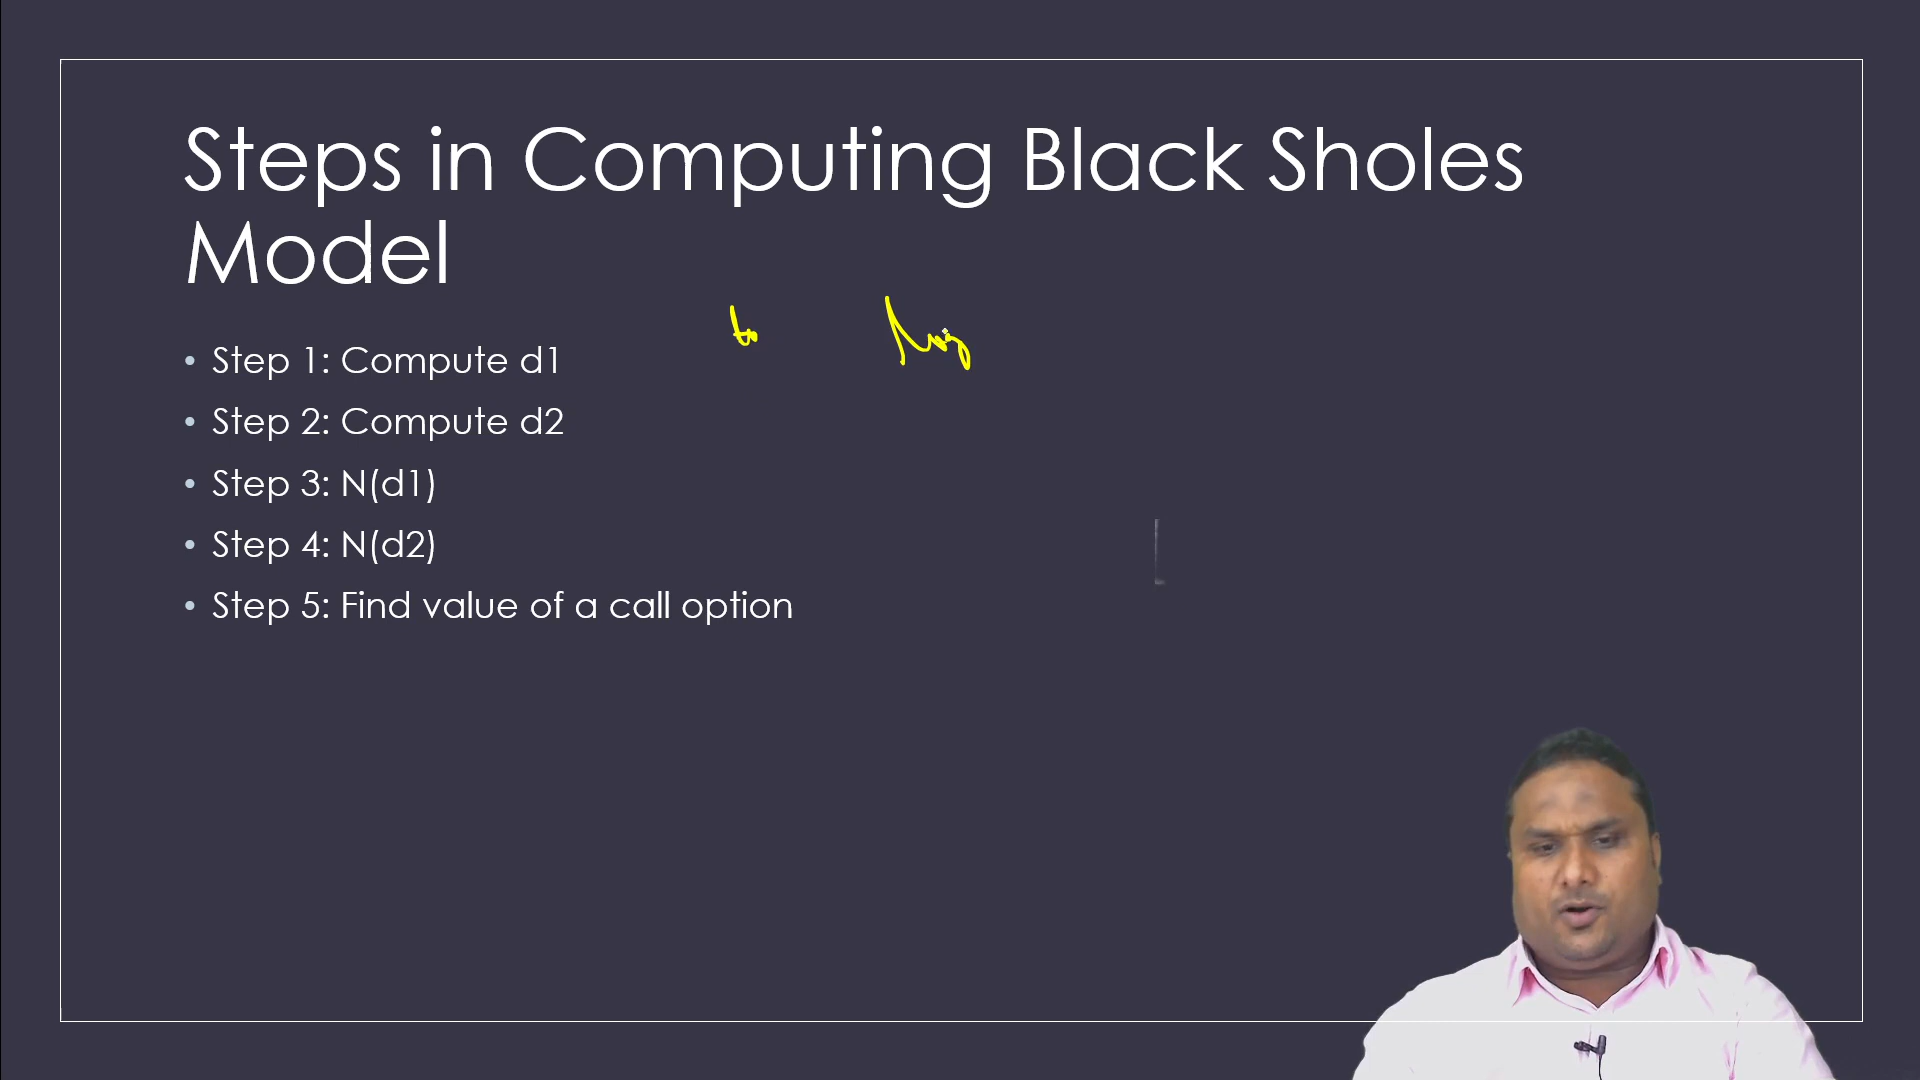 Steps in Computing Black Sholes
Model
• Step 1: Compute d1
• Step 2: Compute d2
• Step 3: N(d1)
• Step 4: N(d2)
• Step 5: Find value of a call option